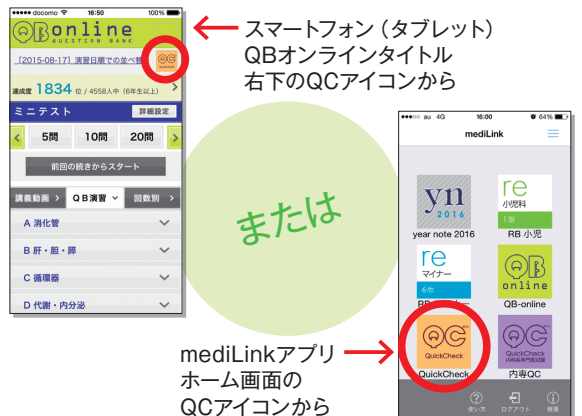 ●●●●● docomo 16:50 100%
QB online
QUESTION BANK
[2015-08-17] 演習日順での並べ替
QC
達成度 1834 位 / 4558人中 (6年生以上) >
ミニテスト 詳細設定
< 5問 10問 20問 >
前回の続きからスタート
講義動画 > QB演習 回数別 >
A 消化管
B 肝・胆・膵
C 循環器
D 代謝・内分泌
スマートフォン（タブレット）
QBオンラインタイトル
右下のQCアイコンから
または
mediLinkアプリ
ホーム画面の
QCアイコンから
●●●○○ au 4G 16:00 64%
mediLink
yn
2016
year note 2016
re
小児科
1版
RB 小児
re
マイナー
6版
QB
online
QB-online
QC
QuickCheck
QuickCheck
QC
QuickCheck
内科系専門医試験
内専QC
使い方 ログアウト 概要